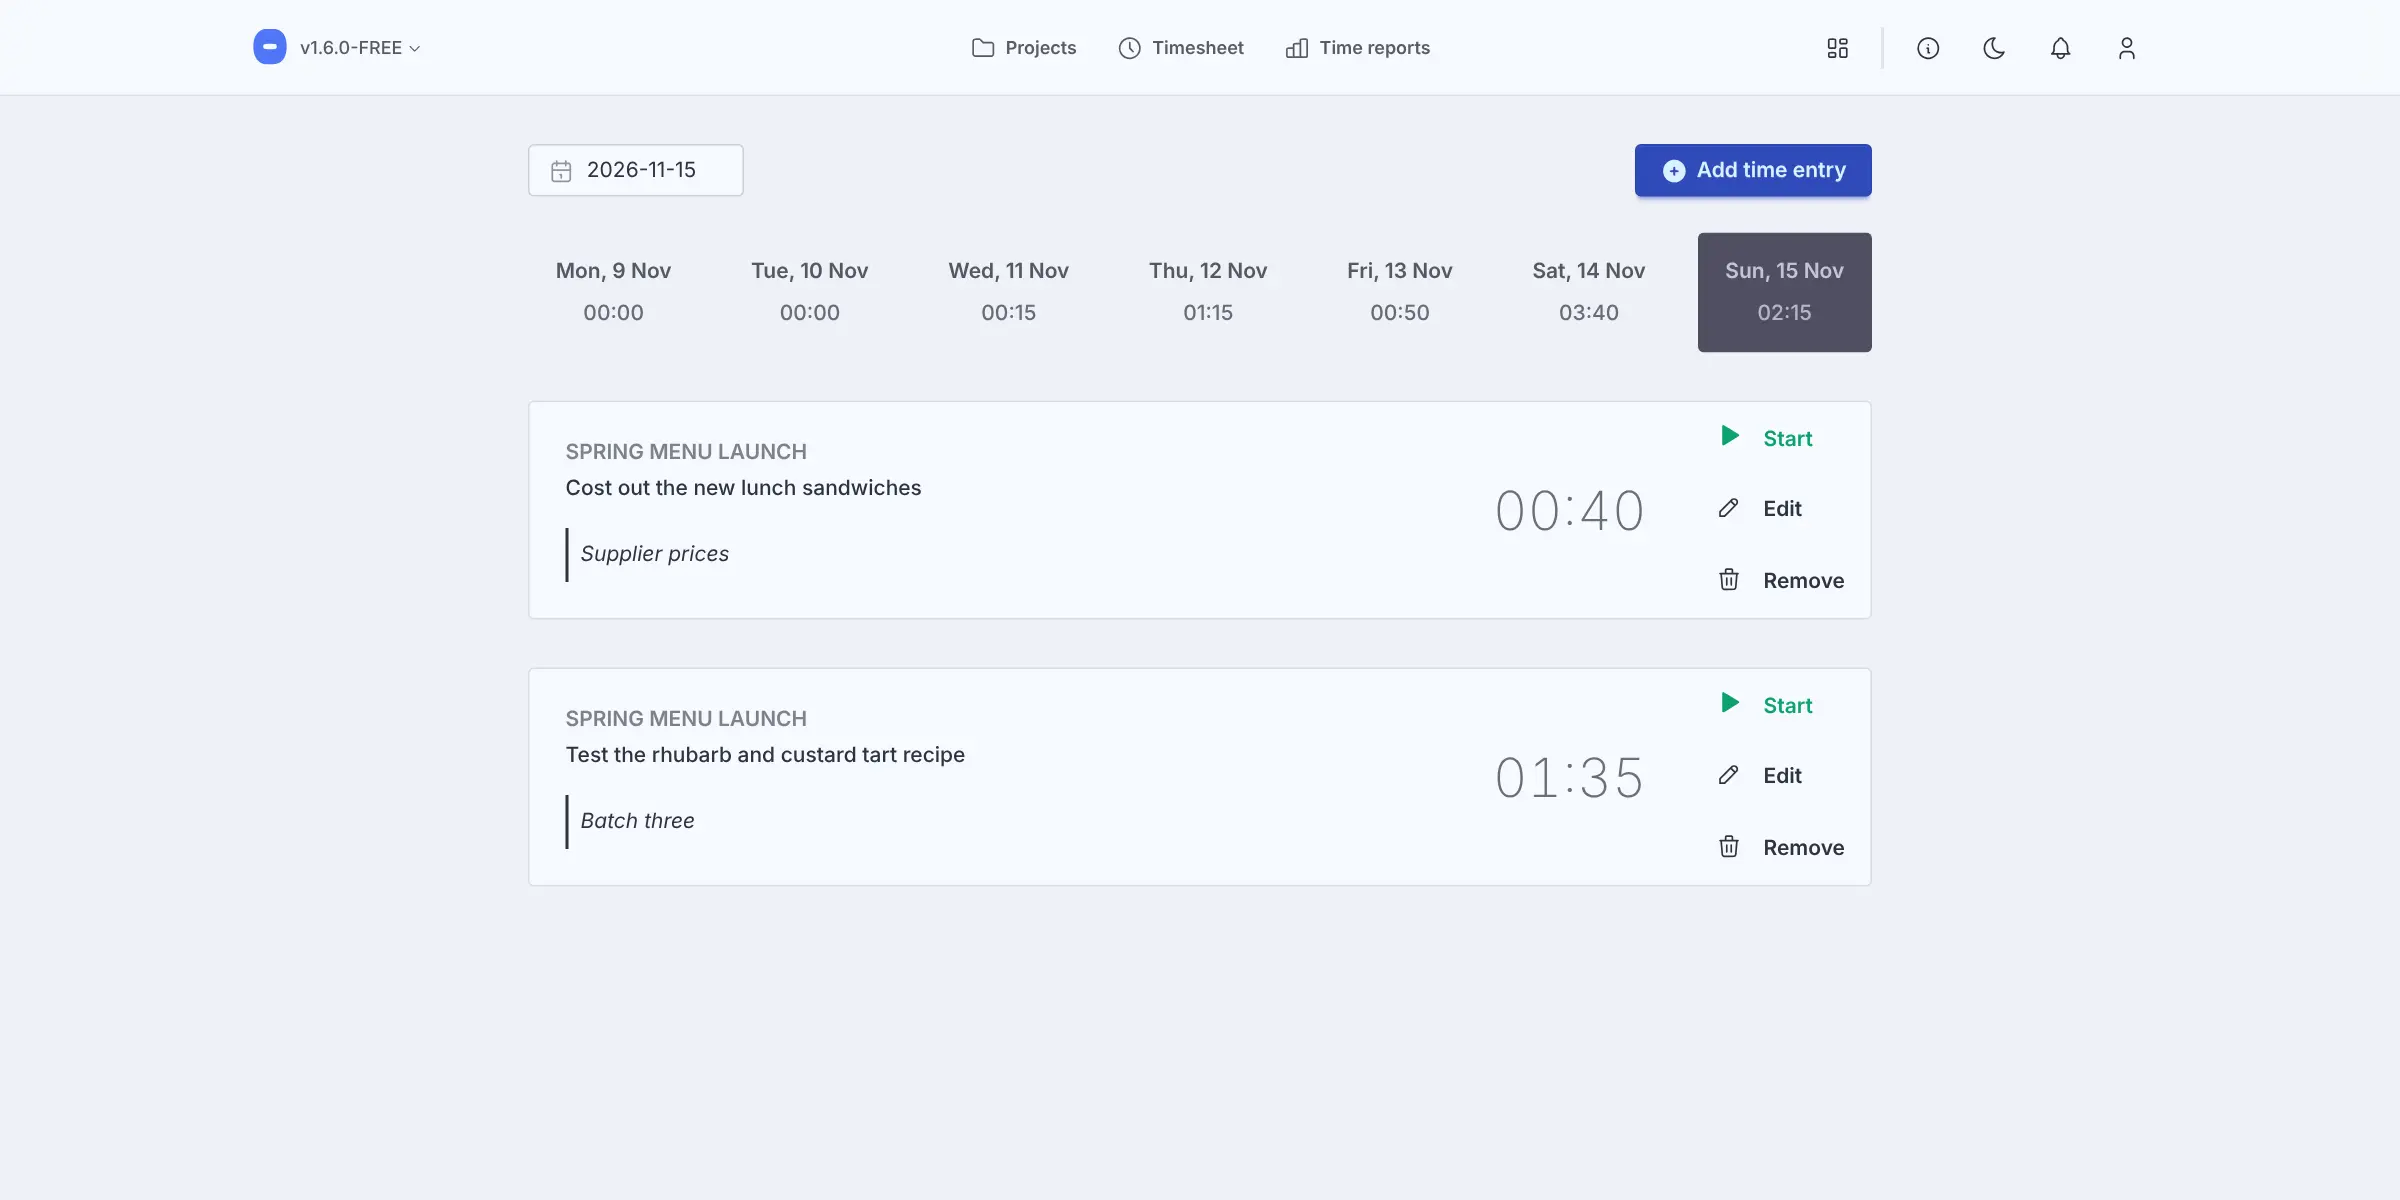 v1.6.0-FREE
Projects
Timesheet
Time reports
2026-11-15
Add time entry
Mon, 9 Nov
00:00
Tue, 10 Nov
00:00
Wed, 11 Nov
00:15
Thu, 12 Nov
01:15
Fri, 13 Nov
00:50
Sat, 14 Nov
03:40
Sun, 15 Nov
02:15
SPRING MENU LAUNCH
Cost out the new lunch sandwiches
Supplier prices
00:40
Start
Edit
Remove
SPRING MENU LAUNCH
Test the rhubarb and custard tart recipe
Batch three
01:35
Start
Edit
Remove